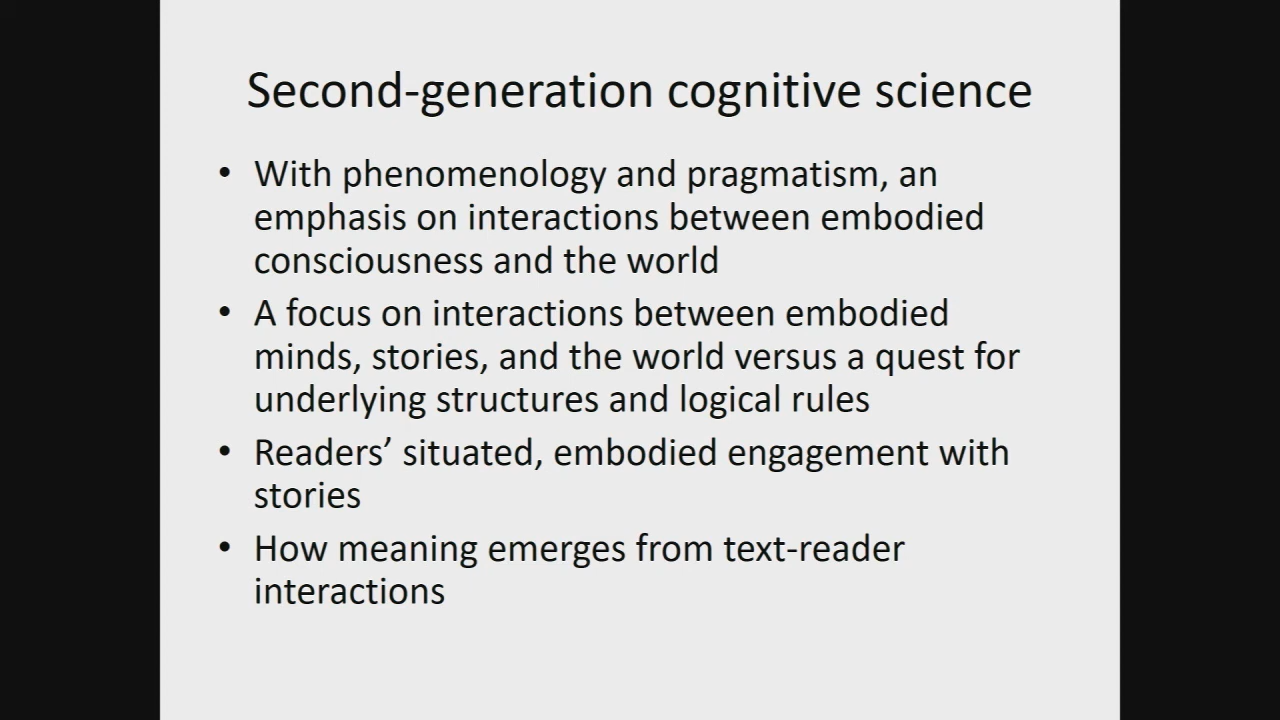 Second-generation cognitive science
• With phenomenology and pragmatism, an
emphasis on interactions between embodied
consciousness and the world
• A focus on interactions between embodied
minds, stories, and the world versus a quest for
underlying structures and logical rules
• Readers’ situated, embodied engagement with
stories
• How meaning emerges from text-reader
interactions